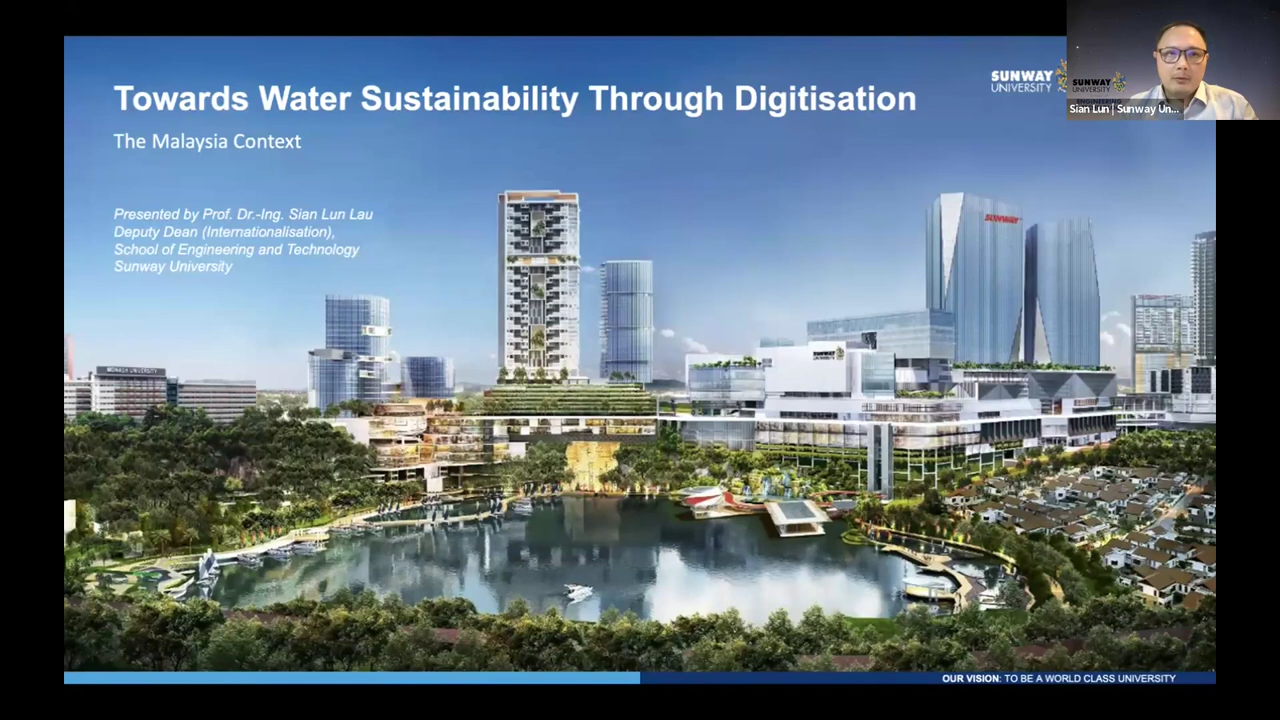 Towards Water Sustainability Through Digitisation
The Malaysia Context
Presented by Prof. Dr.-Ing. Sian Lun Lau
Deputy Dean (Internationalisation),
School of Engineering and Technology
Sunway University
SUNWAY
UNIVERSITY
SUNWAY
UNIVERSITY
Sian Lun | Sunway Un...
SUNWAY
MONASH UNIVERSITY
SUNWAY
OUR VISION: TO BE A WORLD CLASS UNIVERSITY